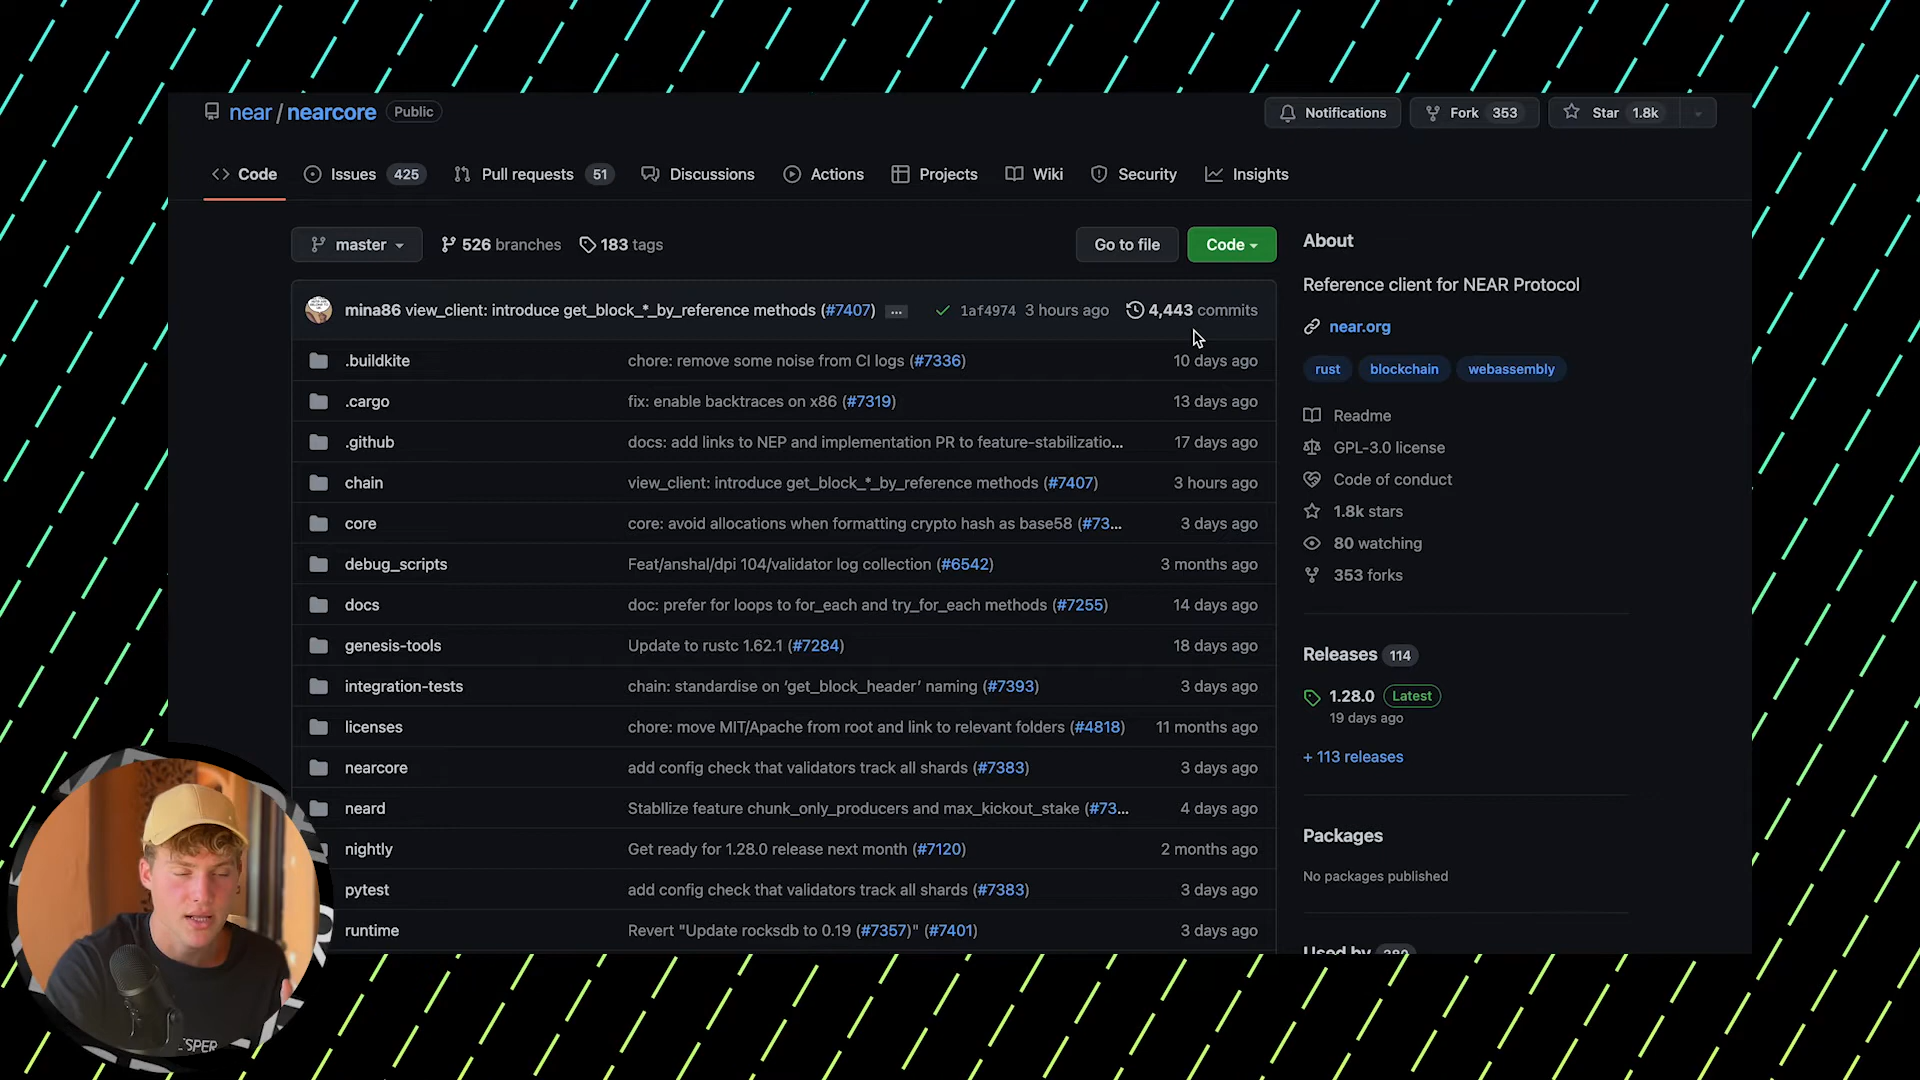 near / nearcore Public
Notifications Fork 353 Star 1.8k
Code Issues 425 Pull requests 51 Discussions Actions Projects Wiki Security Insights
master 526 branches 183 tags Go to file Code
mina86 view_client: introduce get_block_*_by_reference methods (#7407) ... 1af4974 3 hours ago 4,443 commits
.buildkite chore: remove some noise from CI logs (#7336) 10 days ago
.cargo fix: enable backtraces on x86 (#7319) 13 days ago
.github docs: add links to NEP and implementation PR to feature-stabilizatio... 17 days ago
chain view_client: introduce get_block_*_by_reference methods (#7407) 3 hours ago
core core: avoid allocations when formatting crypto hash as base58 (#73... 3 days ago
debug_scripts Feat/anshal/dpi 104/validator log collection (#6542) 3 months ago
docs doc: prefer for loops to for_each and try_for_each methods (#7255) 14 days ago
genesis-tools Update to rustc 1.62.1 (#7284) 18 days ago
integration-tests chain: standardise on ‘get_block_header’ naming (#7393) 3 days ago
licenses chore: move MIT/Apache from root and link to relevant folders (#4818) 11 months ago
nearcore add config check that validators track all shards (#7383) 3 days ago
neard Stabllize feature chunk_only_producers and max_kickout_stake (#73... 4 days ago
nightly Get ready for 1.28.0 release next month (#7120) 2 months ago
pytest add config check that validators track all shards (#7383) 3 days ago
runtime Revert "Update rocksdb to 0.19 (#7357)" (#7401) 3 days ago
About
Reference client for NEAR Protocol
near.org
rust blockchain webassembly
Readme
GPL-3.0 license
Code of conduct
1.8k stars
80 watching
353 forks
Releases 114
1.28.0 Latest
19 days ago
+ 113 releases
Packages
No packages published
Used by